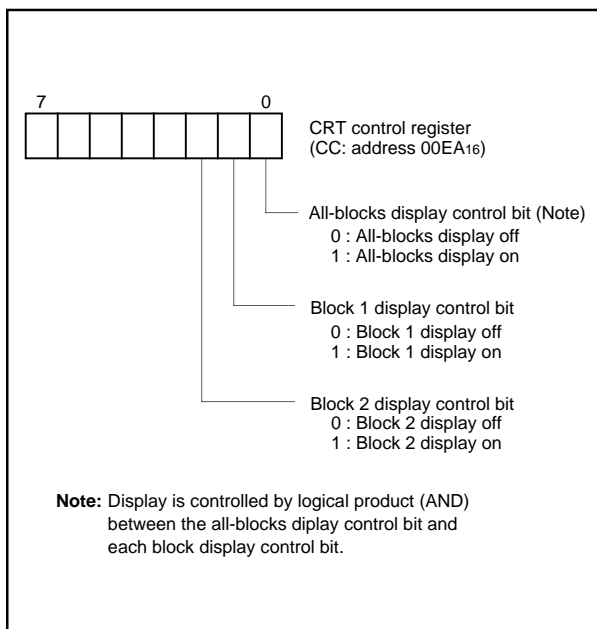 7 0
CRT control register
(CC: address 00EA16)
All-blocks display control bit (Note)
0 : All-blocks display off
1 : All-blocks display on
Block 1 display control bit
0 : Block 1 display off
1 : Block 1 display on
Block 2 display control bit
0 : Block 2 display off
1 : Block 2 display on
Note: Display is controlled by logical product (AND)
between the all-blocks diplay control bit and
each block display control bit.